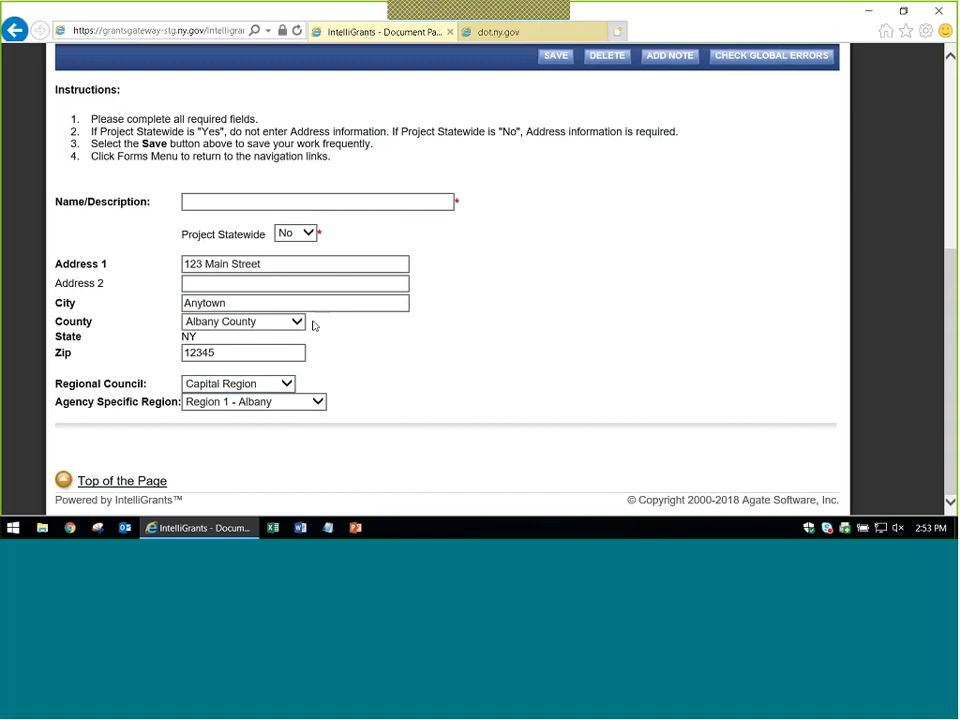 https://grantsgateway-stg.ny.gov/Intelligrar
IntelliGrants - Document Pa...
dot.ny.gov
SAVE
DELETE
ADD NOTE
CHECK GLOBAL ERRORS
Instructions:
1. Please complete all required fields.
2. If Project Statewide is "Yes", do not enter Address information. If Project Statewide is "No", Address information is required.
3. Select the Save button above to save your work frequently.
4. Click Forms Menu to return to the navigation links.
Name/Description: *
Project Statewide No *
Address 1 123 Main Street
Address 2
City Anytown
County Albany County
State NY
Zip 12345
Regional Council: Capital Region
Agency Specific Region: Region 1 - Albany
Top of the Page
Powered by IntelliGrants™
© Copyright 2000-2018 Agate Software, Inc.
IntelliGrants - Docum...
2:53 PM